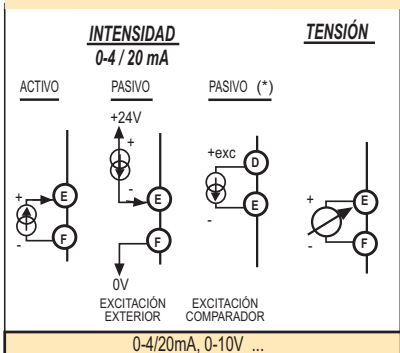 INTENSIDAD TENSIÓN
0-4 / 20 mA
ACTIVO PASIVO PASIVO (*)
+24V
+ +exc D
+ - E E + E
- F F - - F
0V
EXCITACIÓN EXCITACIÓN
EXTERIOR COMPARADOR
0-4/20mA, 0-10V ...